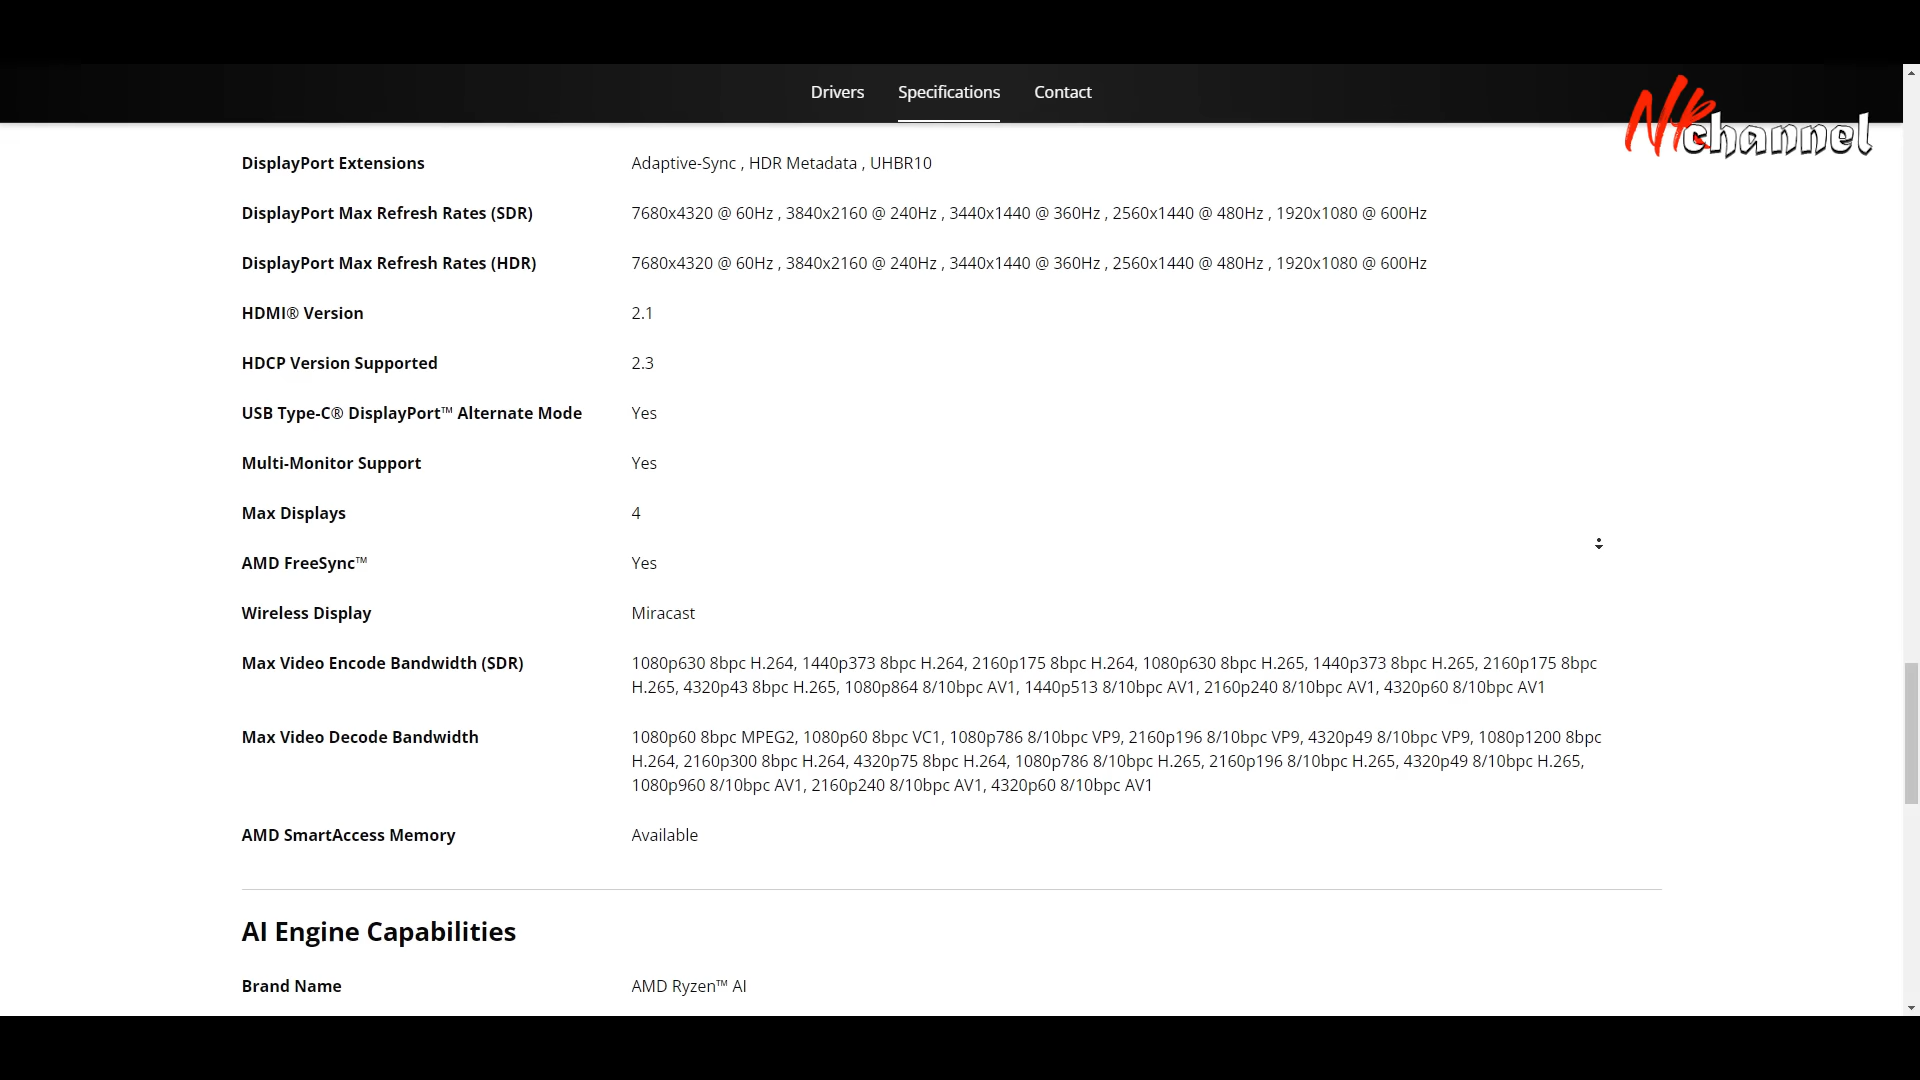 Drivers Specifications Contact
NKchannel
DisplayPort Extensions Adaptive-Sync , HDR Metadata , UHBR10
DisplayPort Max Refresh Rates (SDR) 7680x4320 @ 60Hz , 3840x2160 @ 240Hz , 3440x1440 @ 360Hz , 2560x1440 @ 480Hz , 1920x1080 @ 600Hz
DisplayPort Max Refresh Rates (HDR) 7680x4320 @ 60Hz , 3840x2160 @ 240Hz , 3440x1440 @ 360Hz , 2560x1440 @ 480Hz , 1920x1080 @ 600Hz
HDMI® Version 2.1
HDCP Version Supported 2.3
USB Type-C® DisplayPort™ Alternate Mode Yes
Multi-Monitor Support Yes
Max Displays 4
AMD FreeSync™ Yes
Wireless Display Miracast
Max Video Encode Bandwidth (SDR) 1080p630 8bpc H.264, 1440p373 8bpc H.264, 2160p175 8bpc H.264, 1080p630 8bpc H.265, 1440p373 8bpc H.265, 2160p175 8bpc
H.265, 4320p43 8bpc H.265, 1080p864 8/10bpc AV1, 1440p513 8/10bpc AV1, 2160p240 8/10bpc AV1, 4320p60 8/10bpc AV1
Max Video Decode Bandwidth 1080p60 8bpc MPEG2, 1080p60 8bpc VC1, 1080p786 8/10bpc VP9, 2160p196 8/10bpc VP9, 4320p49 8/10bpc VP9, 1080p1200 8bpc
H.264, 2160p300 8bpc H.264, 4320p75 8bpc H.264, 1080p786 8/10bpc H.265, 2160p196 8/10bpc H.265, 4320p49 8/10bpc H.265,
1080p960 8/10bpc AV1, 2160p240 8/10bpc AV1, 4320p60 8/10bpc AV1
AMD SmartAccess Memory Available
AI Engine Capabilities
Brand Name AMD Ryzen™ AI